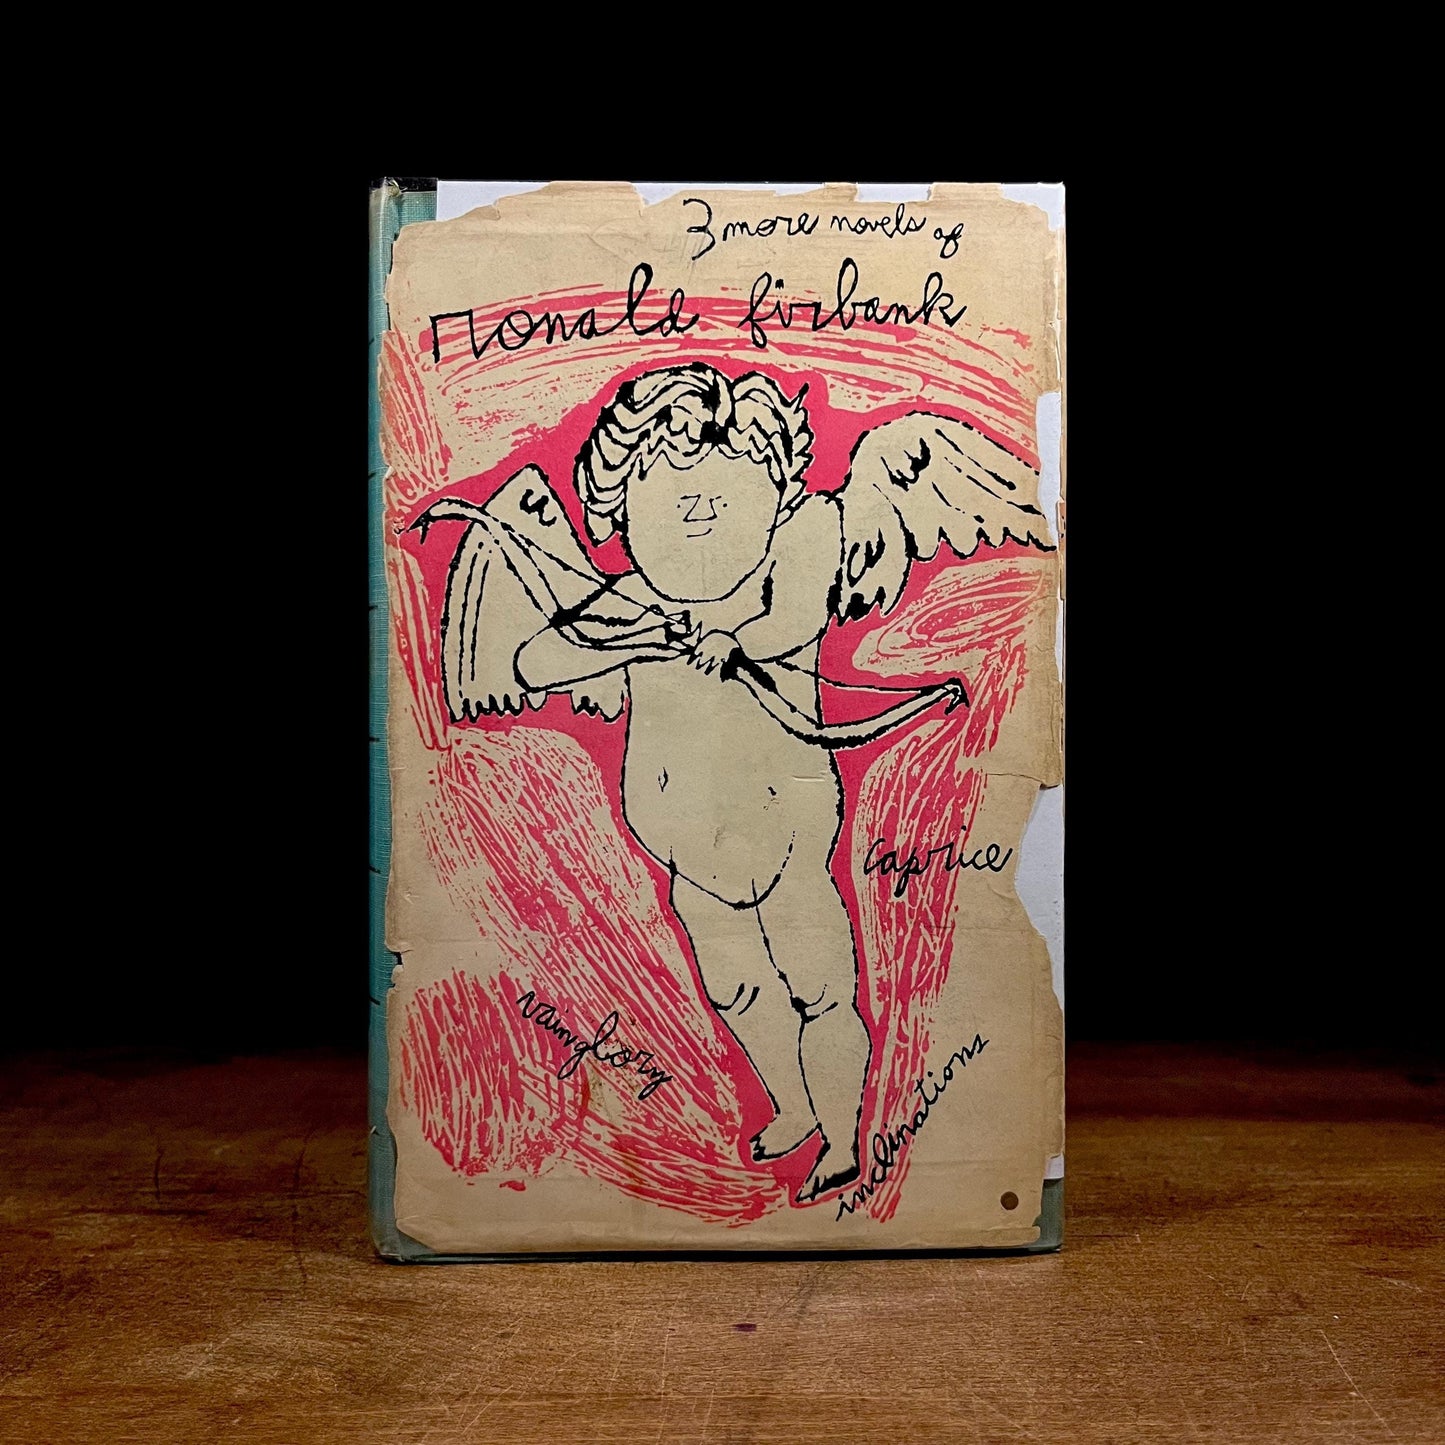 3 more novels of
ronald firbank
caprice
vainglory
inclinations